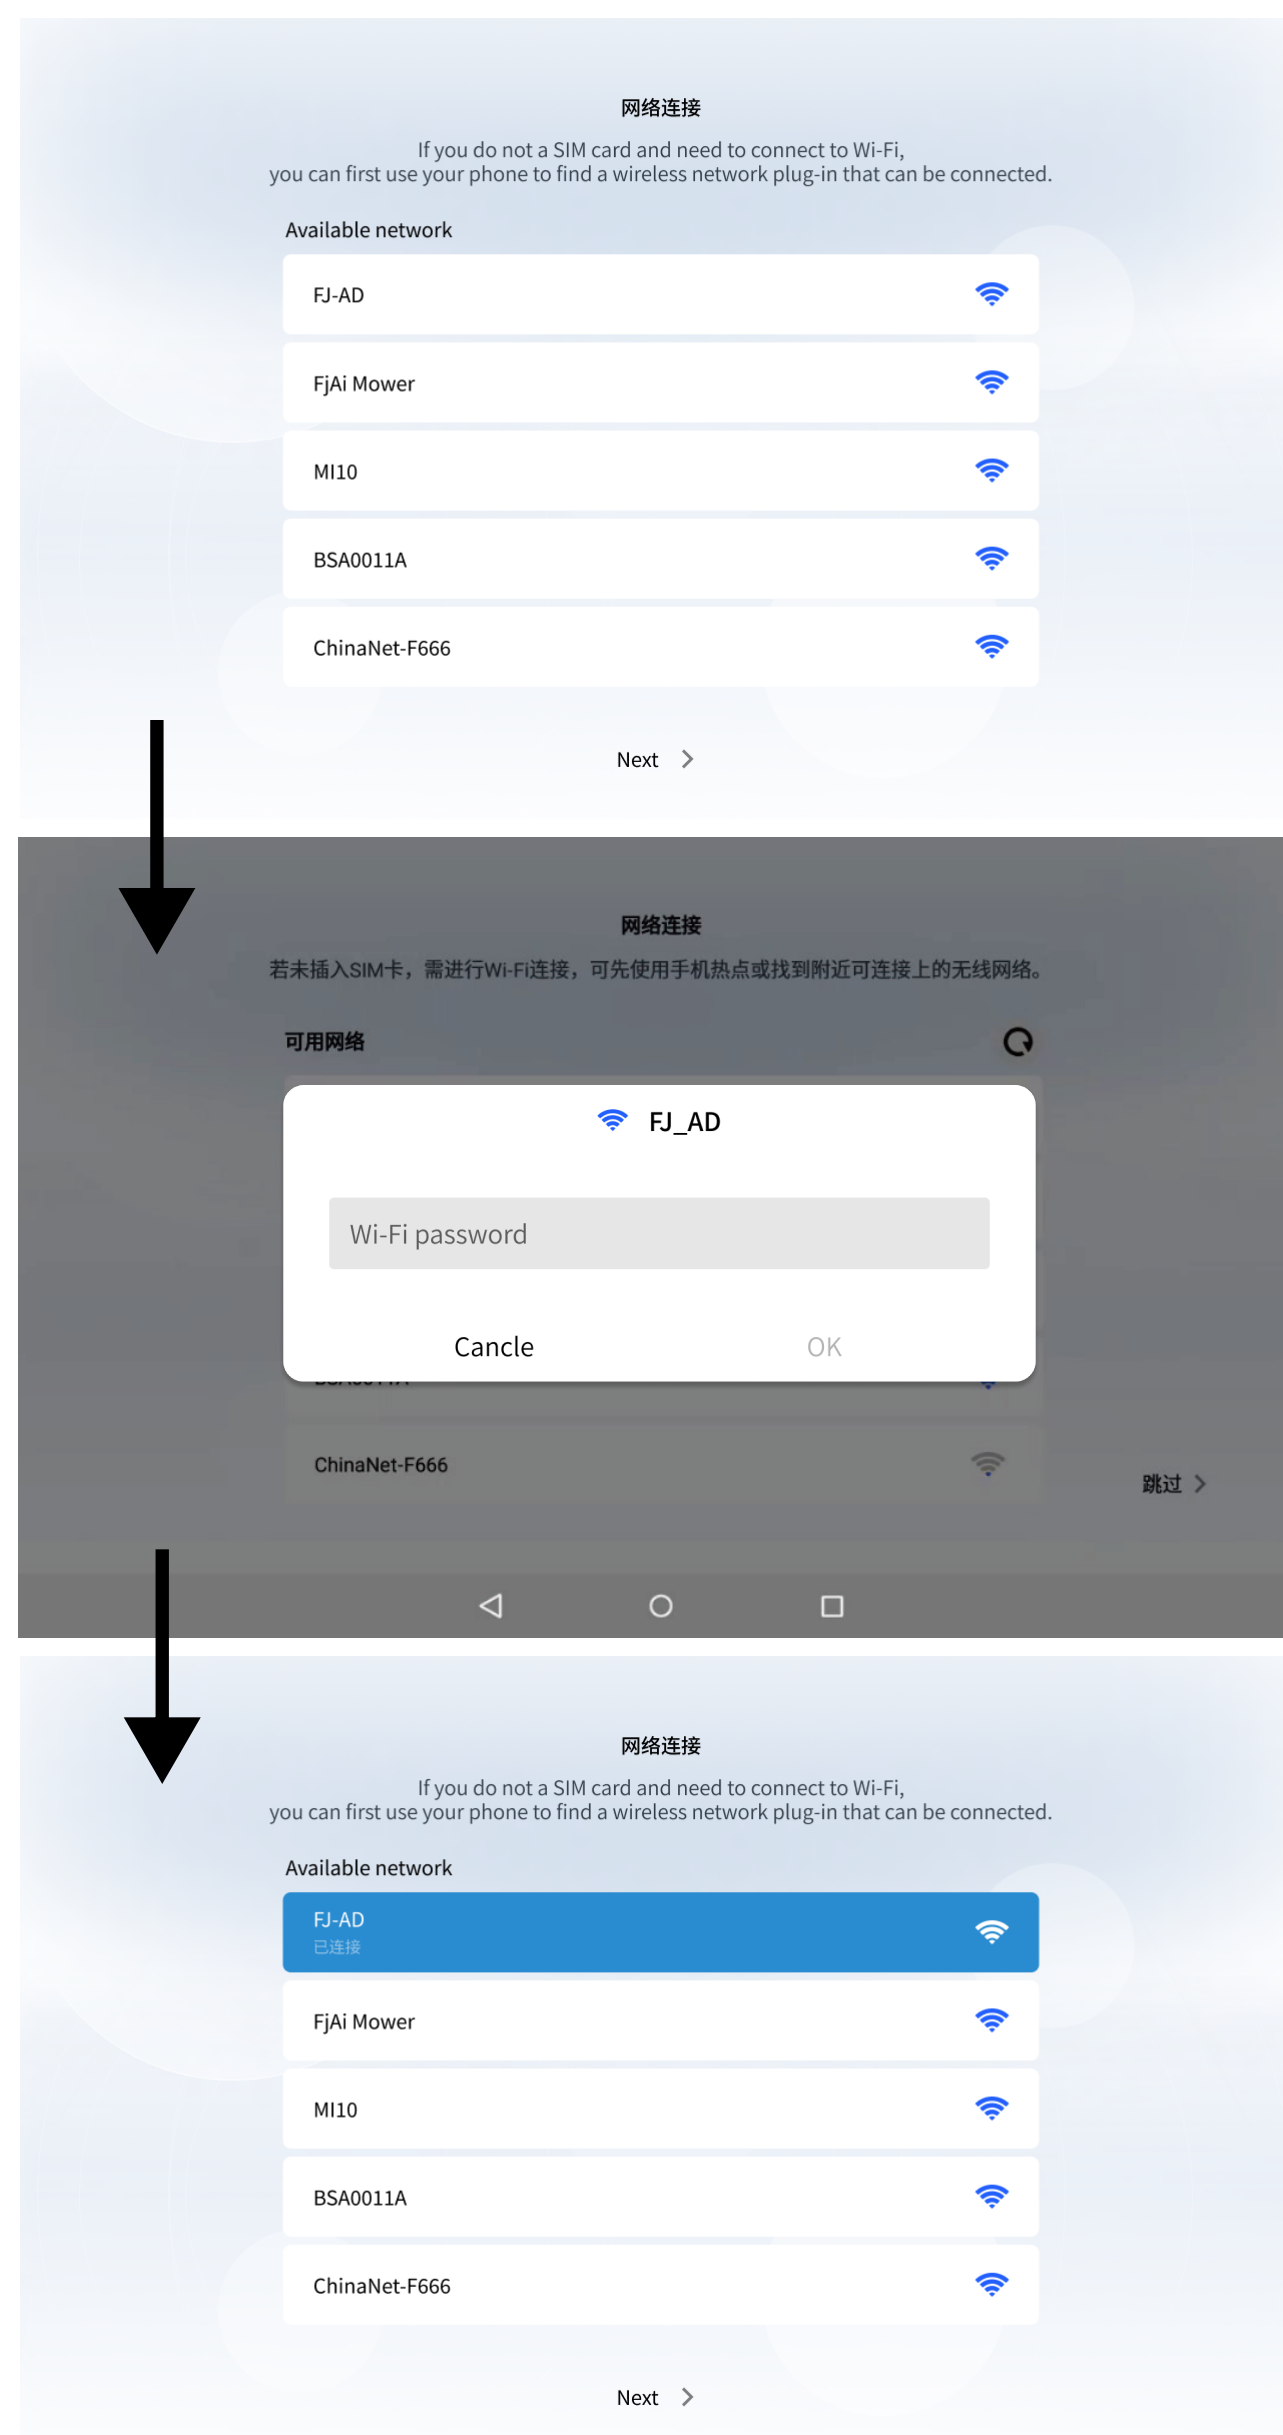 网络连接
If you do not a SIM card and need to connect to Wi-Fi,
you can first use your phone to find a wireless network plug-in that can be connected.
Available network
FJ-AD
FjAi Mower
MI10
BSA0011A
ChinaNet-F666
Next
网络连接
若未插入SIM卡，需进行Wi-Fi连接，可先使用手机热点或找到附近可连接上的无线网络。
可用网络
FJ_AD
Wi-Fi password
Cancle OK
ChinaNet-F666
跳过
网络连接
If you do not a SIM card and need to connect to Wi-Fi,
you can first use your phone to find a wireless network plug-in that can be connected.
Available network
FJ-AD
已连接
FjAi Mower
MI10
BSA0011A
ChinaNet-F666
Next